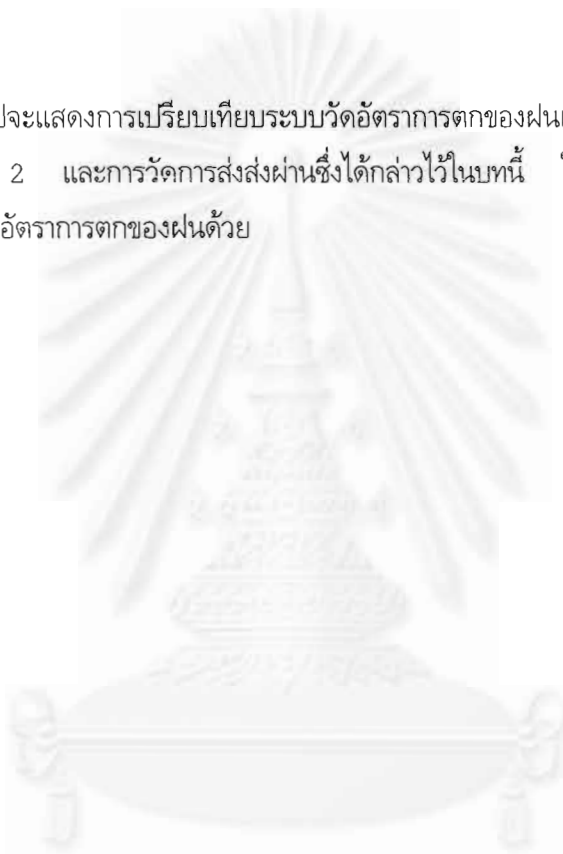 จะแสดงการเปรียบเทียบระบบวัดอัตราการตกของฝน
2 และการวัดการส่งส่งผ่านซึ่งได้กล่าวไว้ในบทนี้
อัตราการตกของฝนด้วย